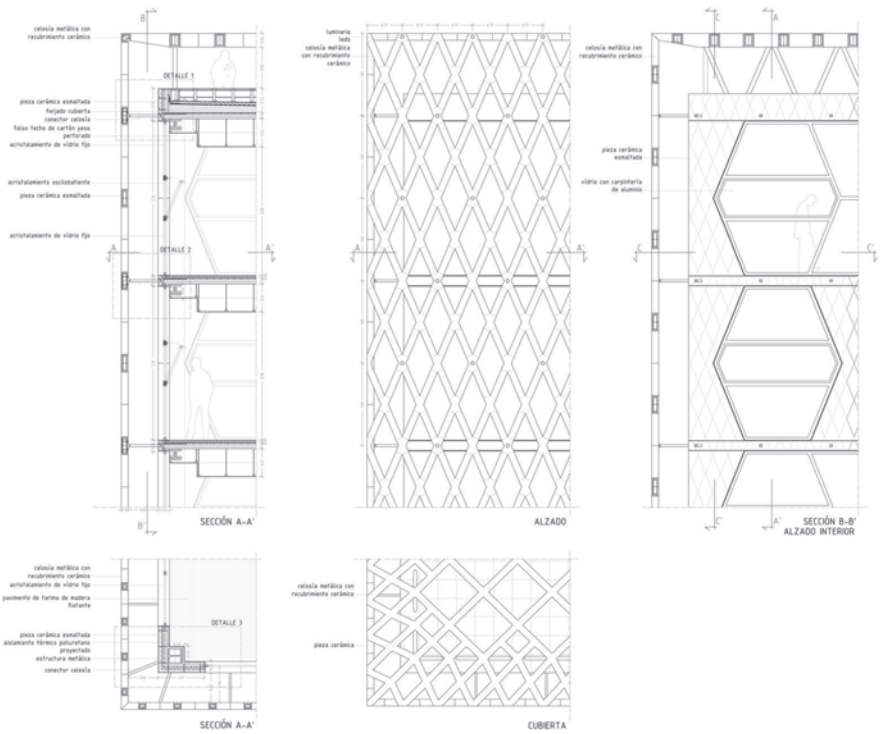 B
celosía metálica con
recubrimiento cerámico
DETALLE 1
pieza cerámica esmaltada
forjado cubierta
conector celosía
falso techo de cartón yeso
perforado
acristalamiento de vidrio fijo
acristalamiento oscilobatiente
pieza cerámica esmaltada
acristalamiento de vidrio fijo
A
DETALLE 2
A'
B'
SECCIÓN A-A'
luminaria
leds
celosía metálica
con recubrimiento
cerámico
A
A'
ALZADO
C
A
celosía metálica con
recubrimiento cerámico
pieza cerámica
esmaltada
vidrio con carpintería
de aluminio
C
C'
C'
A'
SECCIÓN B-B'
ALZADO INTERIOR
celosía metálica con
recubrimiento cerámico
acristalamiento de vidrio fijo
pavimento de tarima de madera
flotante
DETALLE 3
pieza cerámica esmaltada
aislamiento térmico poliuretano
proyectado
estructura metálica
conector celosía
SECCIÓN A-A'
celosía metálica con
recubrimiento cerámico
pieza cerámica
CUBIERTA